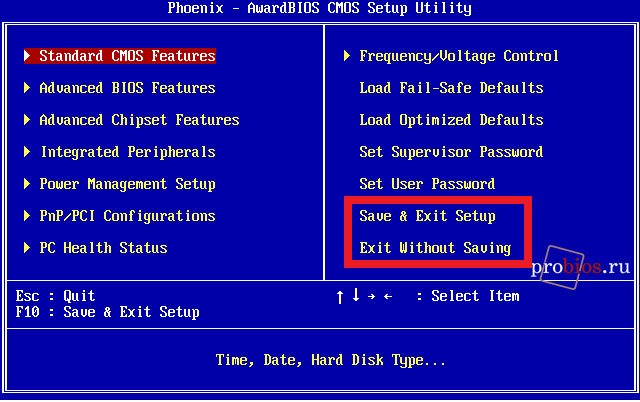 Phoenix - AwardBIOS CMOS Setup Utility
Standard CMOS Features
Advanced BIOS Features
Advanced Chipset Features
Integrated Peripherals
Power Management Setup
PnP/PCI Configurations
PC Health Status
Frequency/Voltage Control
Load Fail-Safe Defaults
Load Optimized Defaults
Set Supervisor Password
Set User Password
Save & Exit Setup
Exit Without Saving
probios.ru
Esc : Quit
F10 : Save & Exit Setup
↑ ↓ → ← : Select Item
Time, Date, Hard Disk Type...